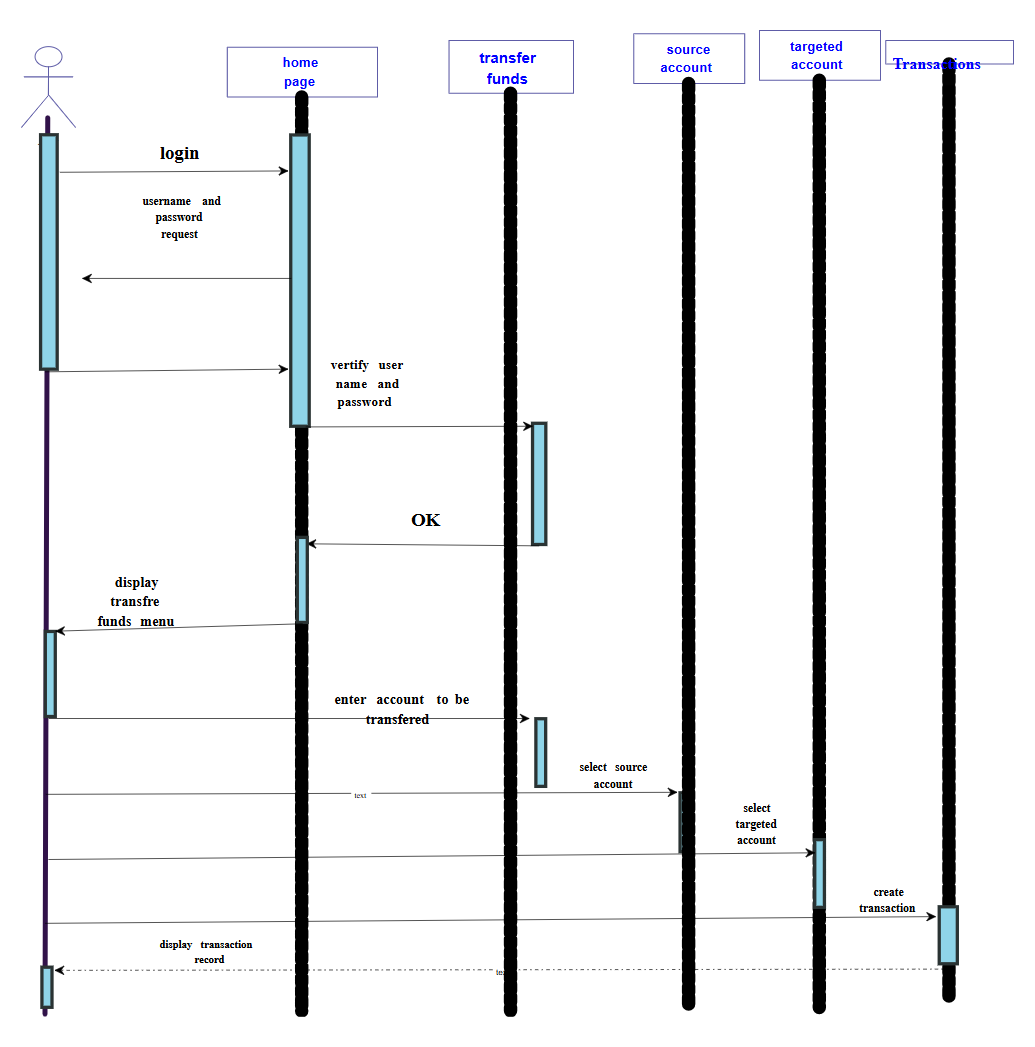 home
page
transfer
funds
source
account
targeted
account
Transactions
login
username and
password
request
vertify user
name and
password
OK
display
transfre
funds menu
enter account to be
transfered
select source
account
text
select
targeted
account
create
transaction
display transaction
record